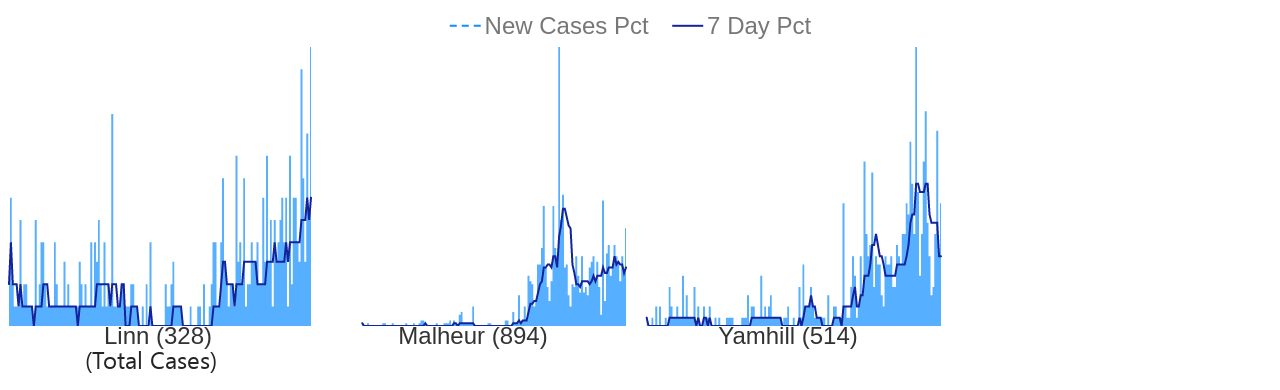 New Cases Pct 7 Day Pct
Linn (328) Malheur (894) Yamhill (514)
(Total Cases)